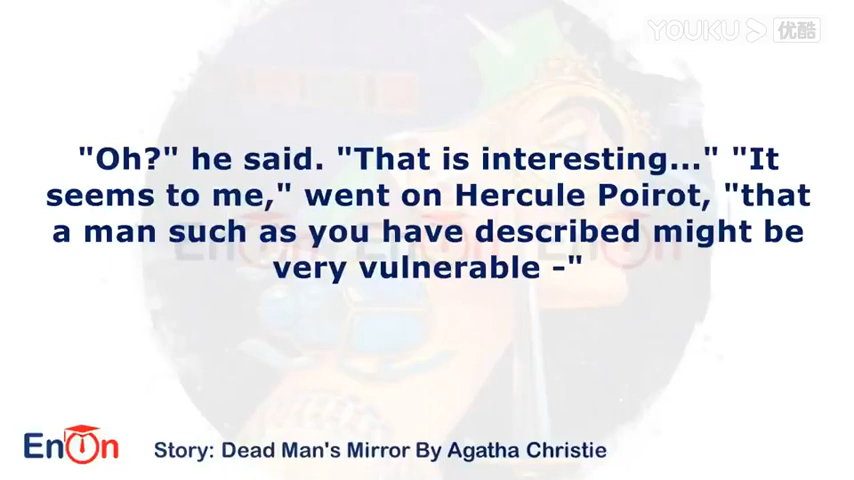 YOUKU 优酷
"Oh?" he said. "That is interesting..." "It
seems to me," went on Hercule Poirot, "that
a man such as you have described might be
very vulnerable -"
EnOn
Story: Dead Man's Mirror By Agatha Christie